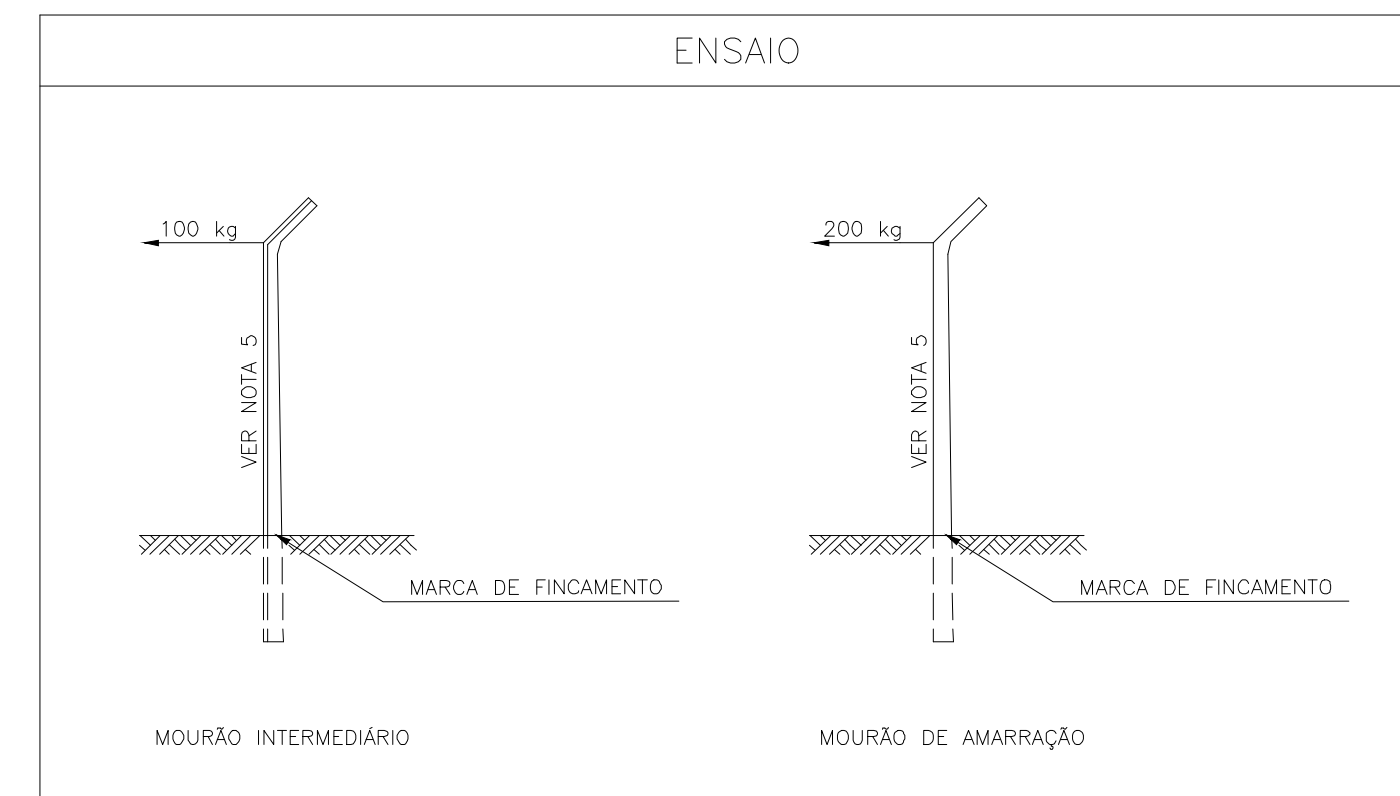 ENSAIO
100 kg
VER NOTA 5
MARCA DE FINCAMENTO
MOURÃO INTERMEDIÁRIO
200 kg
VER NOTA 5
MARCA DE FINCAMENTO
MOURÃO DE AMARRAÇÃO